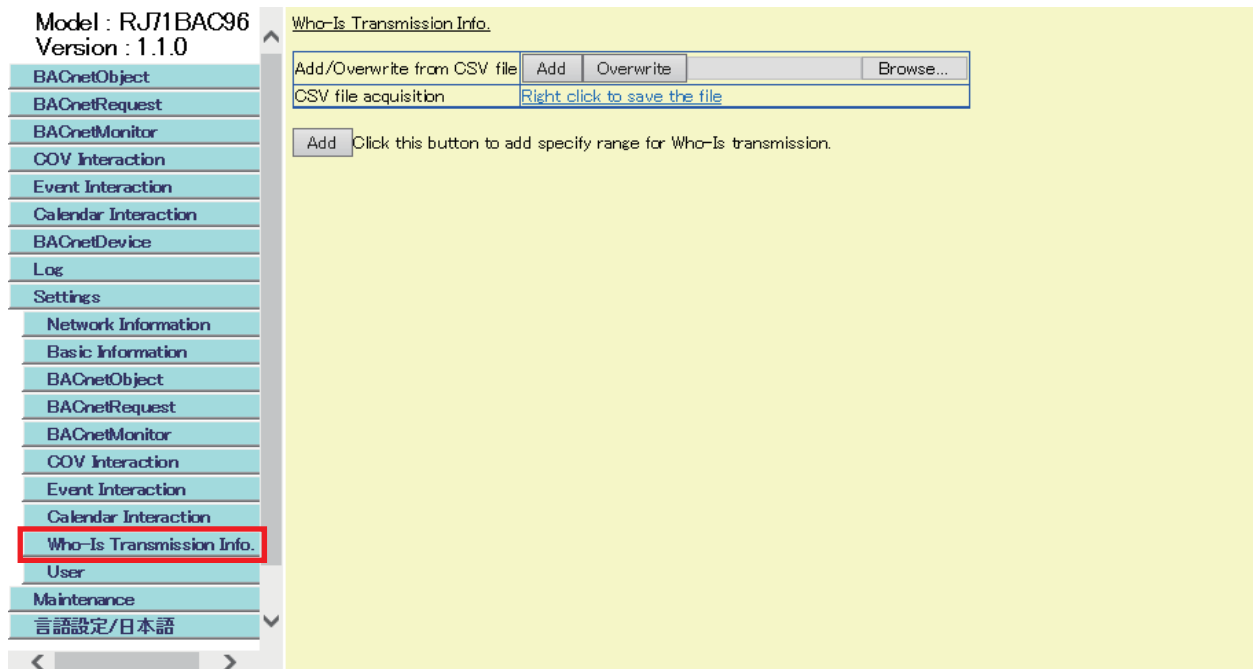 Model : RJ71BAC96
Version : 1.1.0
BACnetObject
BACnetRequest
BACnetMonitor
COV Interaction
Event Interaction
Calendar Interaction
BACnetDevice
Log
Settings
Network Information
Basic Information
BACnetObject
BACnetRequest
BACnetMonitor
COV Interaction
Event Interaction
Calendar Interaction
Who-Is Transmission Info.
User
Maintenance
言語設定/日本語
Who-Is Transmission Info.
Add/Overwrite from CSV file Add Overwrite Browse...
CSV file acquisition Right click to save the file
Add Click this button to add specify range for Who-Is transmission.